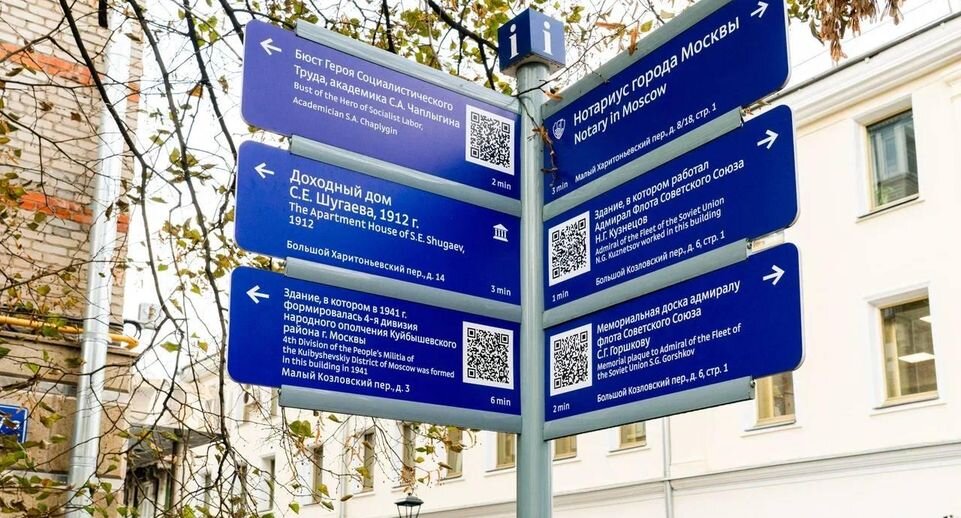 i i
Бюст Героя Социалистического
Труда, академика С.А. Чаплыгина
Bust of the Hero of Socialist Labor,
Academician S.A. Chaplygin
2 min
Доходный дом
С.Е. Шугаева, 1912 г.
The Apartment House of S.E. Shugaev,
1912
Большой Харитоньевский пер., д. 14
3 min
Здание, в котором в 1941 г.
формировалась 4-я дивизия
народного ополчения Куйбышевского
района г. Москвы
4th Division of the People's Militia of
the Kuibyshevskiy District of Moscow was formed
in this building in 1941
Малый Козловский пер., д. 3
6 min
Нотариус города Москвы
Notary in Moscow
Малый Харитоньевский пер., д. 8/18, стр. 1
3 min
Здание, в котором работал
Адмирал Флота Советского Союза
Н.Г. Кузнецов
Admiral of the Fleet of the Soviet Union
N.G. Kuznetsov worked in this building
Большой Козловский пер., д. 6, стр. 1
1 min
Мемориальная доска адмиралу
флота Советского Союза
С.Г. Горшкову
Memorial plaque to Admiral of the Fleet of
the Soviet Union S.G. Gorshkov
Большой Козловский пер., д. 6, стр. 1
2 min